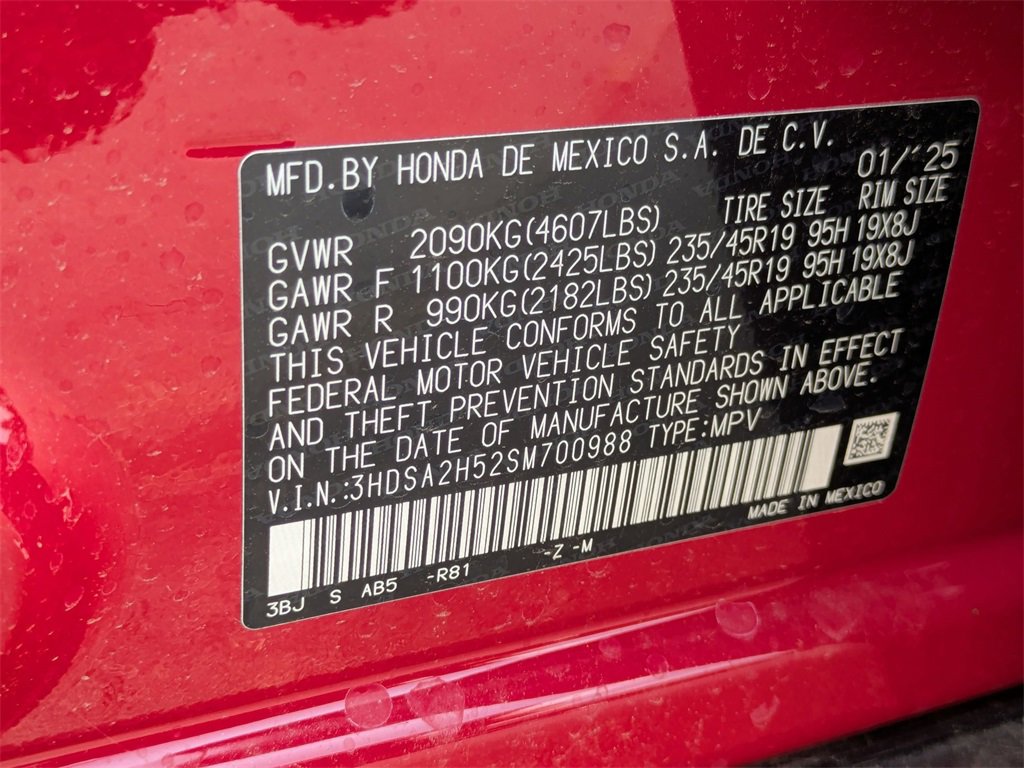 MFD.BY HONDA DE MEXICO S.A. DE C.V.
01/'25
TIRE SIZE RIM SIZE
GVWR 2090KG(4607LBS)
GAWR F 1100KG(2425LBS) 235/45R19 95H 19X8J
GAWR R 990KG(2182LBS) 235/45R19 95H 19X8J
THIS VEHICLE CONFORMS TO ALL APPLICABLE
FEDERAL MOTOR VEHICLE SAFETY
AND THEFT PREVENTION STANDARDS IN EFFECT
ON THE DATE OF MANUFACTURE SHOWN ABOVE.
V.I.N.:3HDSA2H52SM700988 TYPE:MPV
MADE IN MEXICO
3BJ S AB5 -R81 -Z -M